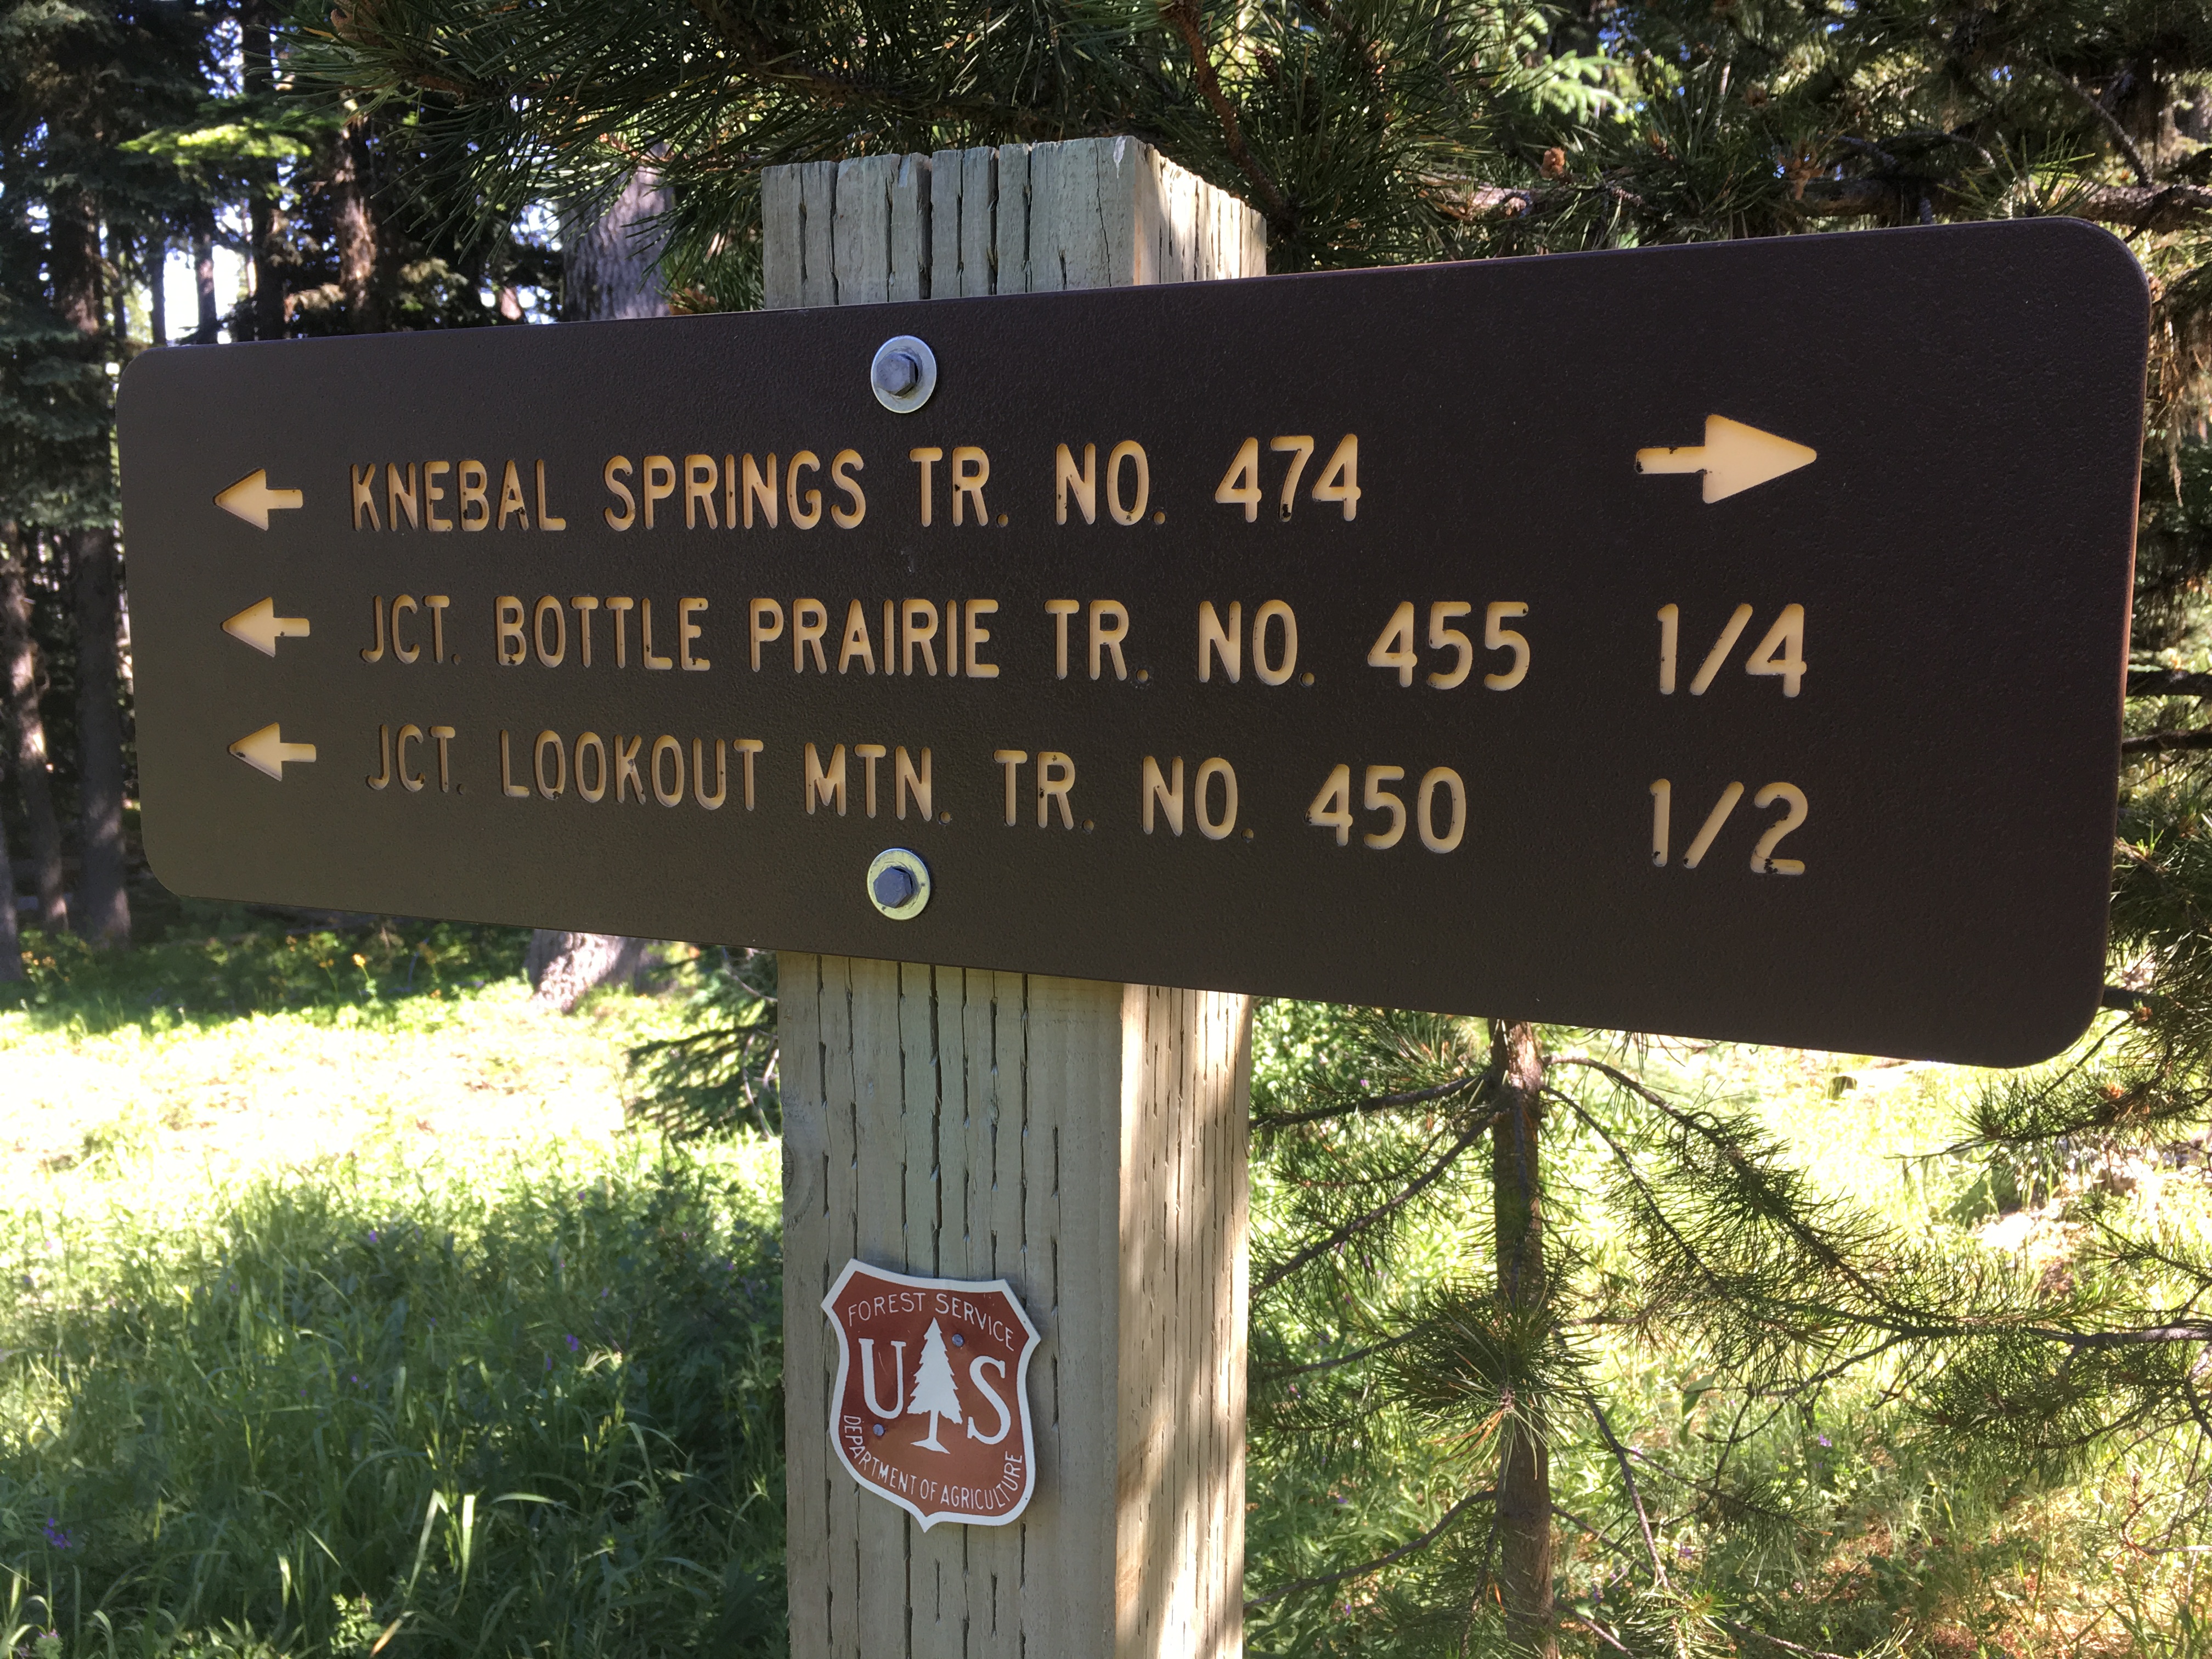 KNEBAL SPRINGS TR. NO. 474
JCT. BOTTLE PRAIRIE TR. NO. 455 1/4
JCT. LOOKOUT MTN. TR. NO. 450 1/2
FOREST SERVICE
US
DEPARTMENT OF AGRICULTURE